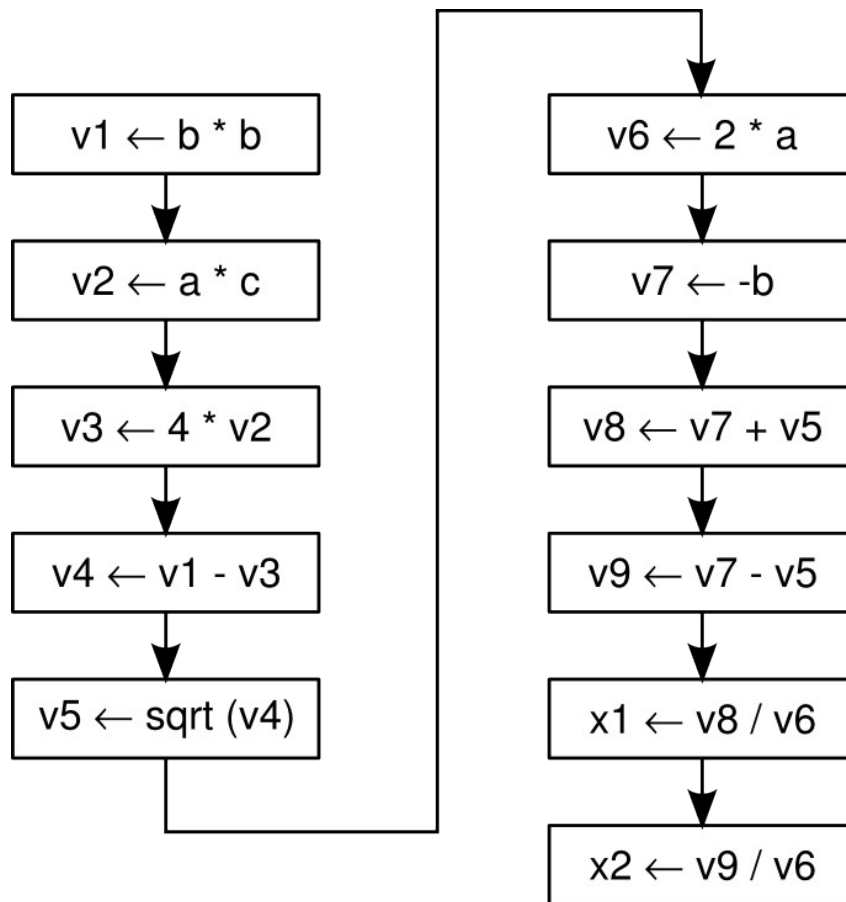 v1 ← b * b
v2 ← a * c
v3 ← 4 * v2
v4 ← v1 - v3
v5 ← sqrt (v4)
v6 ← 2 * a
v7 ← -b
v8 ← v7 + v5
v9 ← v7 - v5
x1 ← v8 / v6
x2 ← v9 / v6